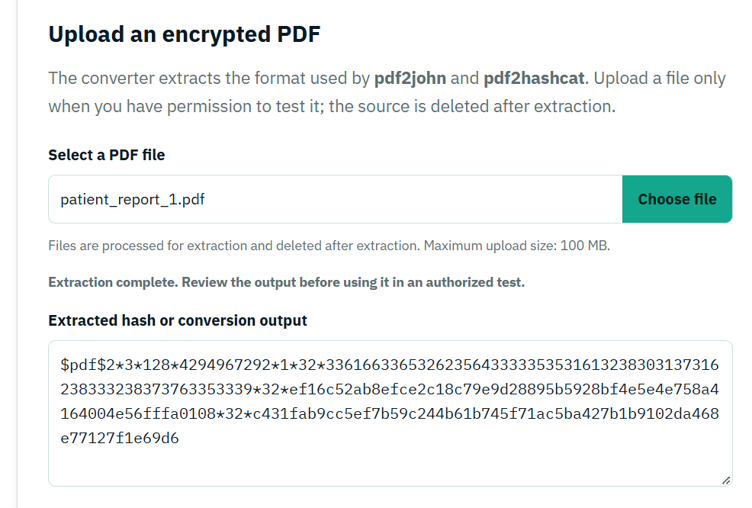 Upload an encrypted PDF
The converter extracts the format used by pdf2john and pdf2hashcat. Upload a file only
when you have permission to test it; the source is deleted after extraction.
Select a PDF file
patient_report_1.pdf
Choose file
Files are processed for extraction and deleted after extraction. Maximum upload size: 100 MB.
Extraction complete. Review the output before using it in an authorized test.
Extracted hash or conversion output
$pdf$2*3*128*4294967292*1*32*3361663365326235643333353531613238303137316
238333238373763353339*32*ef16c52ab8efce2c18c79e9d28895b5928bf4e5e4e758a4
164004e56fffa0108*32*c431fab9cc5ef7b59c244b61b745f71ac5ba427b1b9102da468
e77127f1e69d6